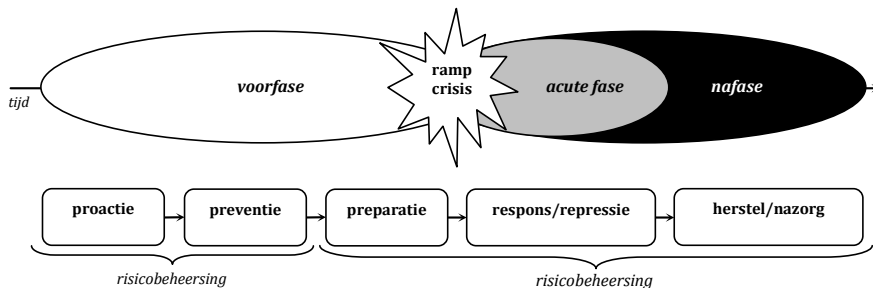 ramp
crisis
voorfase
acute fase
nafase
tijd
proactie
preventie
preparatie
respons/repressie
herstel/nazorg
risicobeheersing
risicobeheersing